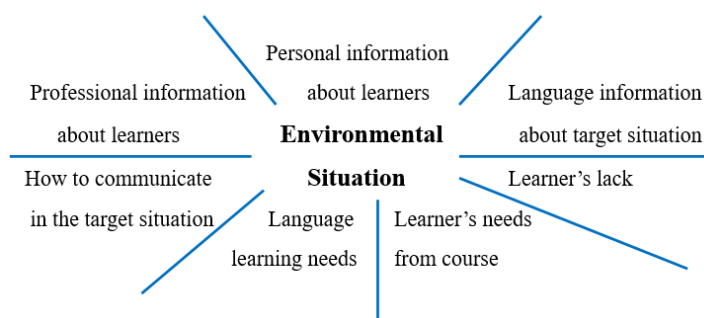 Personal information
about learners
Professional information
about learners
Language information
about target situation
Environmental
Situation
How to communicate
in the target situation
Learner's lack
Language
learning needs
Learner's needs
from course